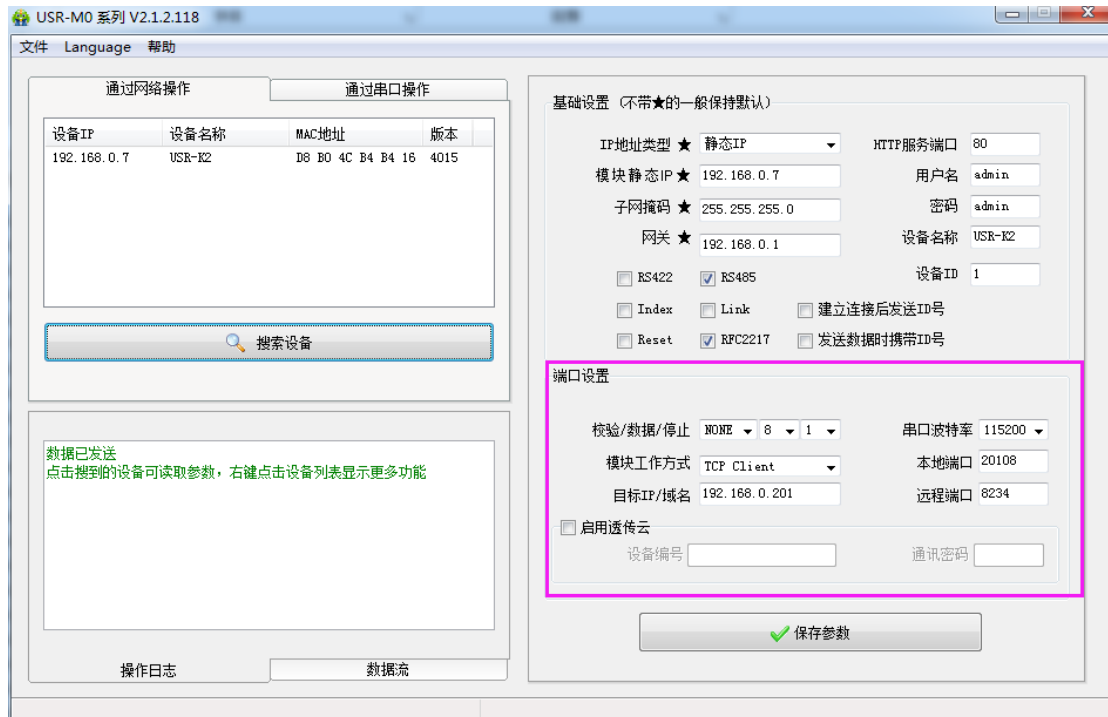 USR-M0 系列 V2.1.2.118
文件 Language 帮助
通过网络操作 通过串口操作
设备IP 设备名称 MAC地址 版本
192.168.0.7 USR-K2 D8 B0 4C B4 B4 16 4015
搜索设备
数据已发送
点击搜到的设备可读取参数，右键点击设备列表显示更多功能
操作日志 数据流
基础设置（不带★的一般保持默认）
IP地址类型 ★ 静态IP HTTP服务端口 80
模块静态IP★ 192.168.0.7 用户名 admin
子网掩码 ★ 255.255.255.0 密码 admin
网关 ★ 192.168.0.1 设备名称 USR-K2
RS422 RS485 设备ID 1
Index Link 建立连接后发送ID号
Reset RFC2217 发送数据时携带ID号
端口设置
校验/数据/停止 NONE 8 1 串口波特率 115200
模块工作方式 TCP Client 本地端口 20108
目标IP/域名 192.168.0.201 远程端口 8234
启用透传云
设备编号 通讯密码
保存参数